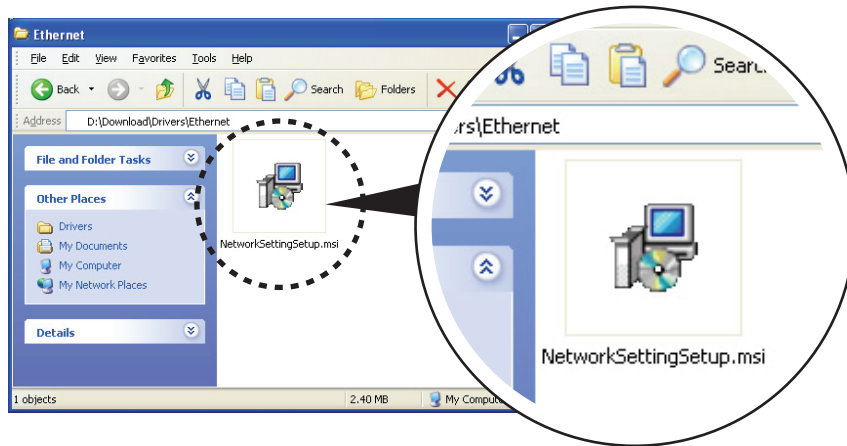 Ethernet
File Edit View Favorites Tools Help
Back Search Folders
Address D:\Download\Drivers\Ethernet
File and Folder Tasks
Other Places
Drivers
My Documents
My Computer
My Network Places
Details
NetworkSettingSetup.msi
1 objects 2.40 MB My Comput
Searc
rs\Ethernet
NetworkSettingSetup.msi